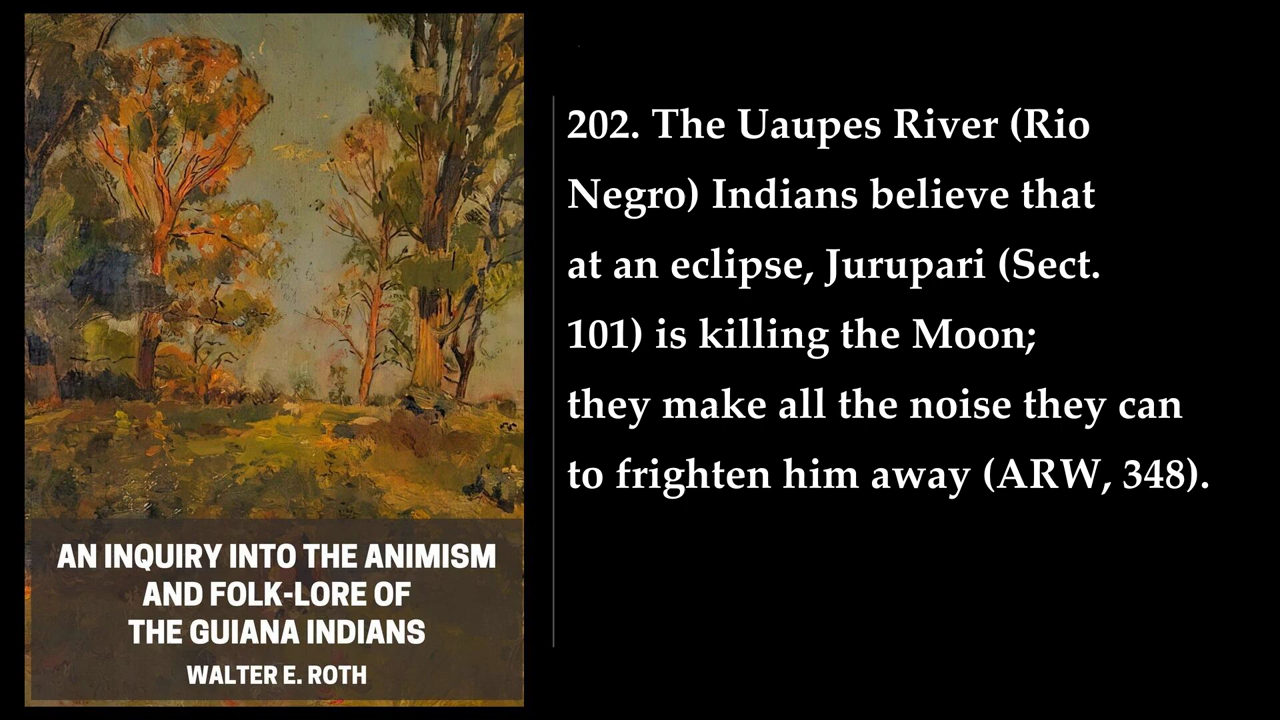 202. The Uaupes River (Rio
Negro) Indians believe that
at an eclipse, Jurupari (Sect.
101) is killing the Moon;
they make all the noise they can
to frighten him away (ARW, 348).
AN INQUIRY INTO THE ANIMISM
AND FOLK-LORE OF
THE GUIANA INDIANS
WALTER E. ROTH